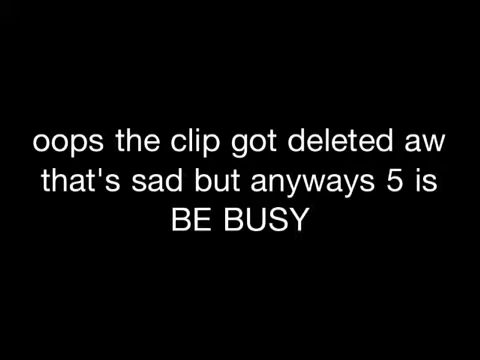 oops the clip got deleted aw
that's sad but anyways 5 is
BE BUSY